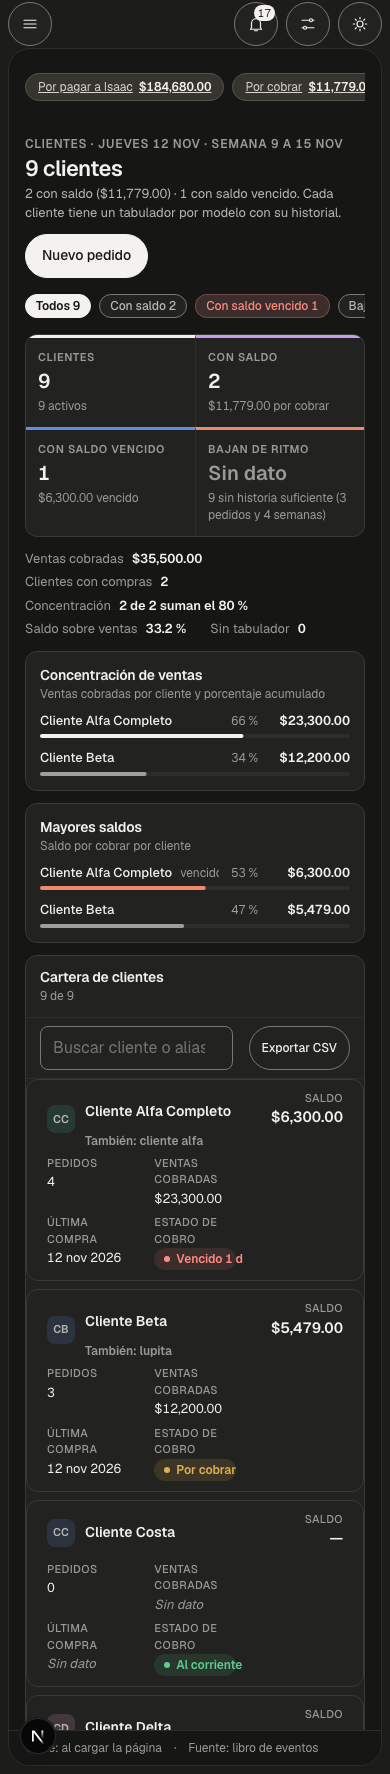 17
Por pagar a Isaac $184,680.00 Por cobrar $11,779.0
CLIENTES · JUEVES 12 NOV · SEMANA 9 A 15 NOV
9 clientes
2 con saldo ($11,779.00) · 1 con saldo vencido. Cada
cliente tiene un tabulador por modelo con su historial.
Nuevo pedido
Todos 9 Con saldo 2 Con saldo vencido 1 Baj
CLIENTES
9
9 activos
CON SALDO
2
$11,779.00 por cobrar
CON SALDO VENCIDO
1
$6,300.00 vencido
BAJAN DE RITMO
Sin dato
9 sin historia suficiente (3
pedidos y 4 semanas)
Ventas cobradas $35,500.00
Clientes con compras 2
Concentración 2 de 2 suman el 80 %
Saldo sobre ventas 33.2 % Sin tabulador 0
Concentración de ventas
Ventas cobradas por cliente y porcentaje acumulado
Cliente Alfa Completo 66 % $23,300.00
Cliente Beta 34 % $12,200.00
Mayores saldos
Saldo por cobrar por cliente
Cliente Alfa Completo vencido 53 % $6,300.00
Cliente Beta 47 % $5,479.00
Cartera de clientes
9 de 9
Buscar cliente o alias Exportar CSV
CC Cliente Alfa Completo
También: cliente alfa
SALDO
$6,300.00
PEDIDOS
4
VENTAS
COBRADAS
$23,300.00
ÚLTIMA
COMPRA
12 nov 2026
ESTADO DE
COBRO
Vencido 1 d
CB Cliente Beta
También: lupita
SALDO
$5,479.00
PEDIDOS
3
VENTAS
COBRADAS
$12,200.00
ÚLTIMA
COMPRA
12 nov 2026
ESTADO DE
COBRO
Por cobrar
CC Cliente Costa
SALDO
—
PEDIDOS
0
VENTAS
COBRADAS
Sin dato
ÚLTIMA
COMPRA
Sin dato
ESTADO DE
COBRO
Al corriente
CD Cliente Delta
SALDO
N
: al cargar la página · Fuente: libro de eventos